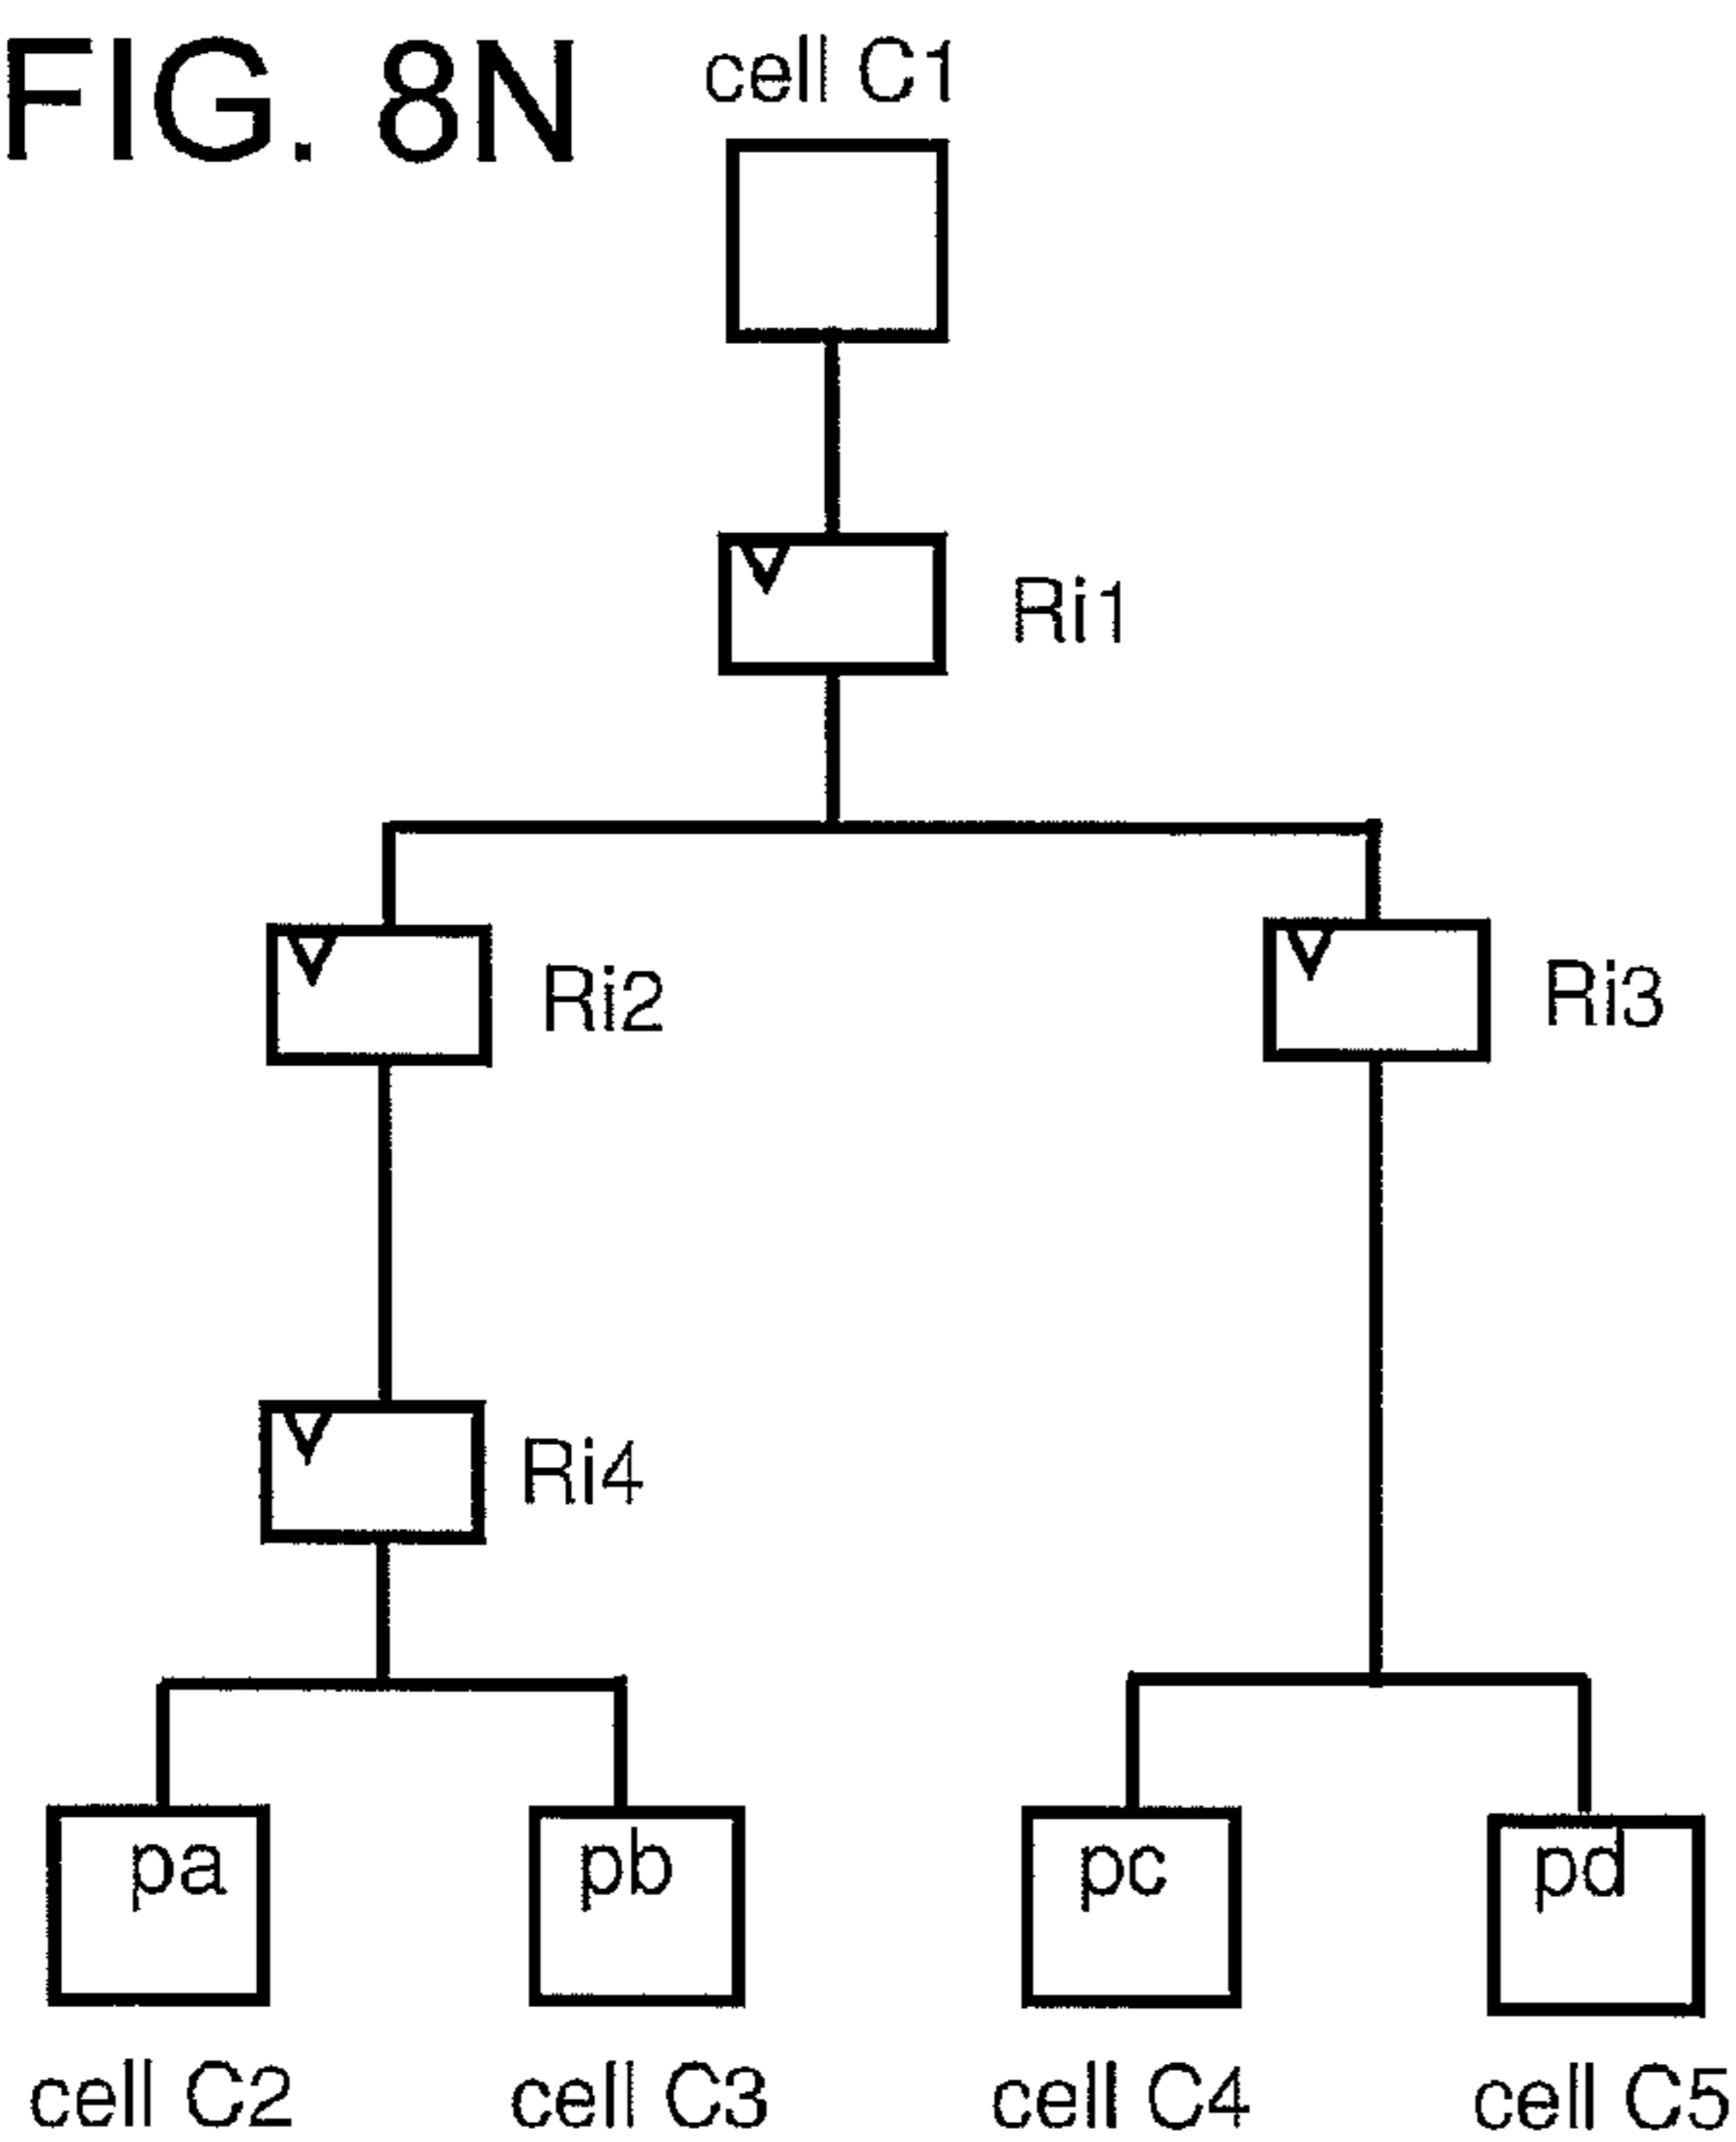 FIG. 8N
cell C1
Ri1
Ri2
Ri3
Ri4
pa
pb
pc
pd
cell C2
cell C3
cell C4
cell C5